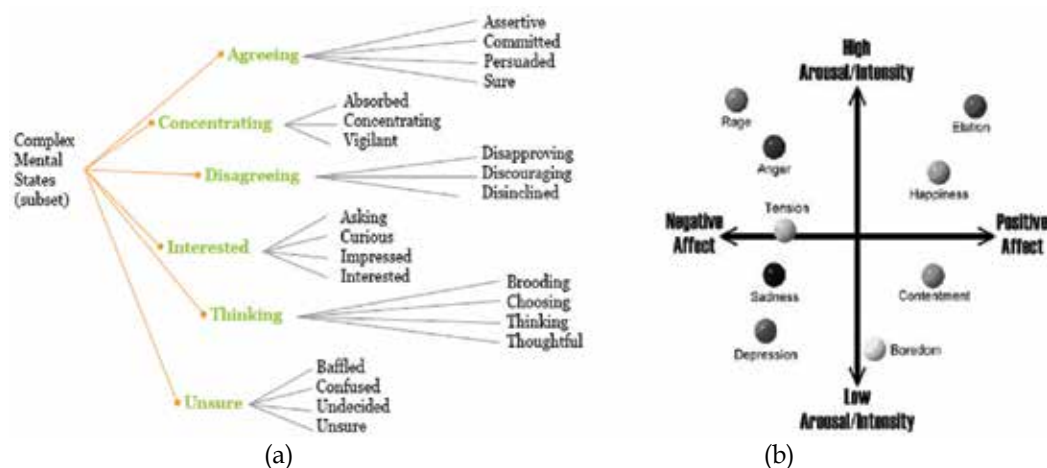 Complex
Mental
States
(subset)
Agreeing
Assertive
Committed
Persuaded
Sure
Concentrating
Absorbed
Concentrating
Vigilant
Disagreeing
Disapproving
Discouraging
Disinclined
Interested
Asking
Curious
Impressed
Interested
Thinking
Brooding
Choosing
Thinking
Thoughtful
Unsure
Baffled
Confused
Undecided
Unsure
(a)
High
Arousal/Intensity
Rage
Elation
Anger
Happiness
Tension
Negative
Affect
Positive
Affect
Sadness
Contentment
Depression
Boredom
Low
Arousal/Intensity
(b)